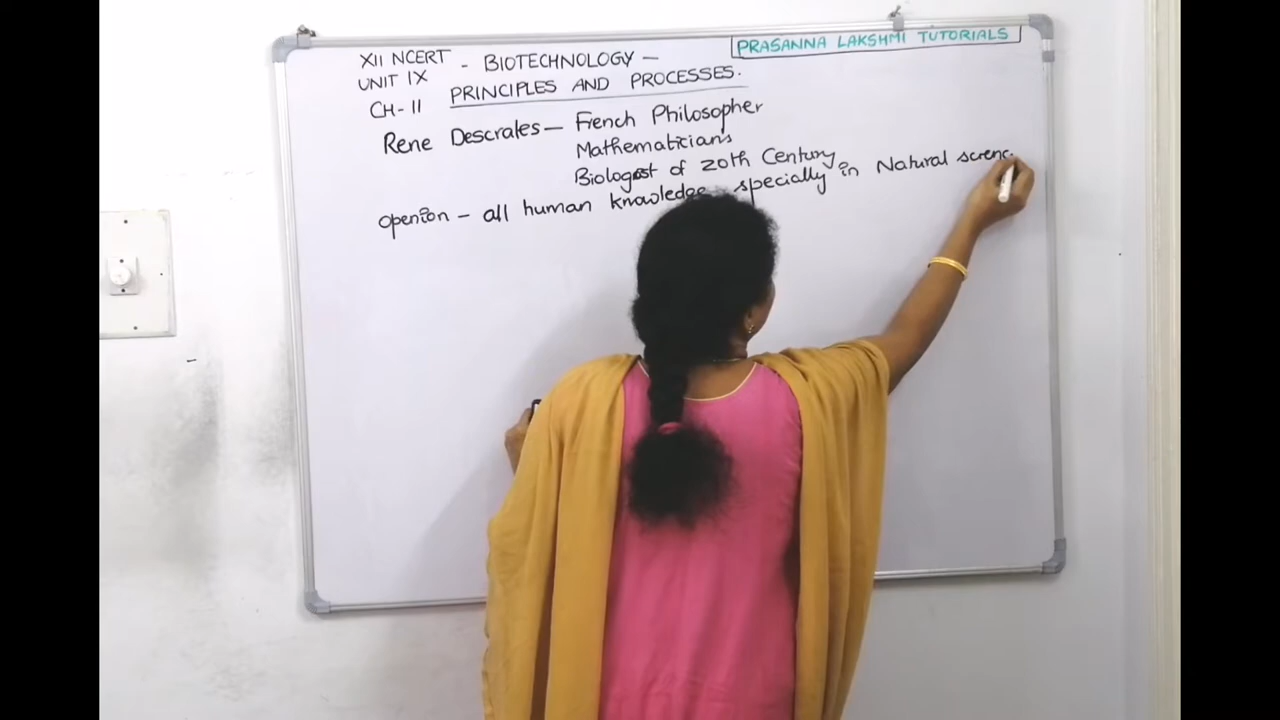 PRASANNA LAKSHMI TUTORIALS
XII NCERT - BIOTECHNOLOGY -
UNIT IX PRINCIPLES AND PROCESSES.
CH-11
Rene Descrales - French Philosopher
Mathematicians
Biologist of 20th Century
openion - all human knowledge specially in Natural scienc